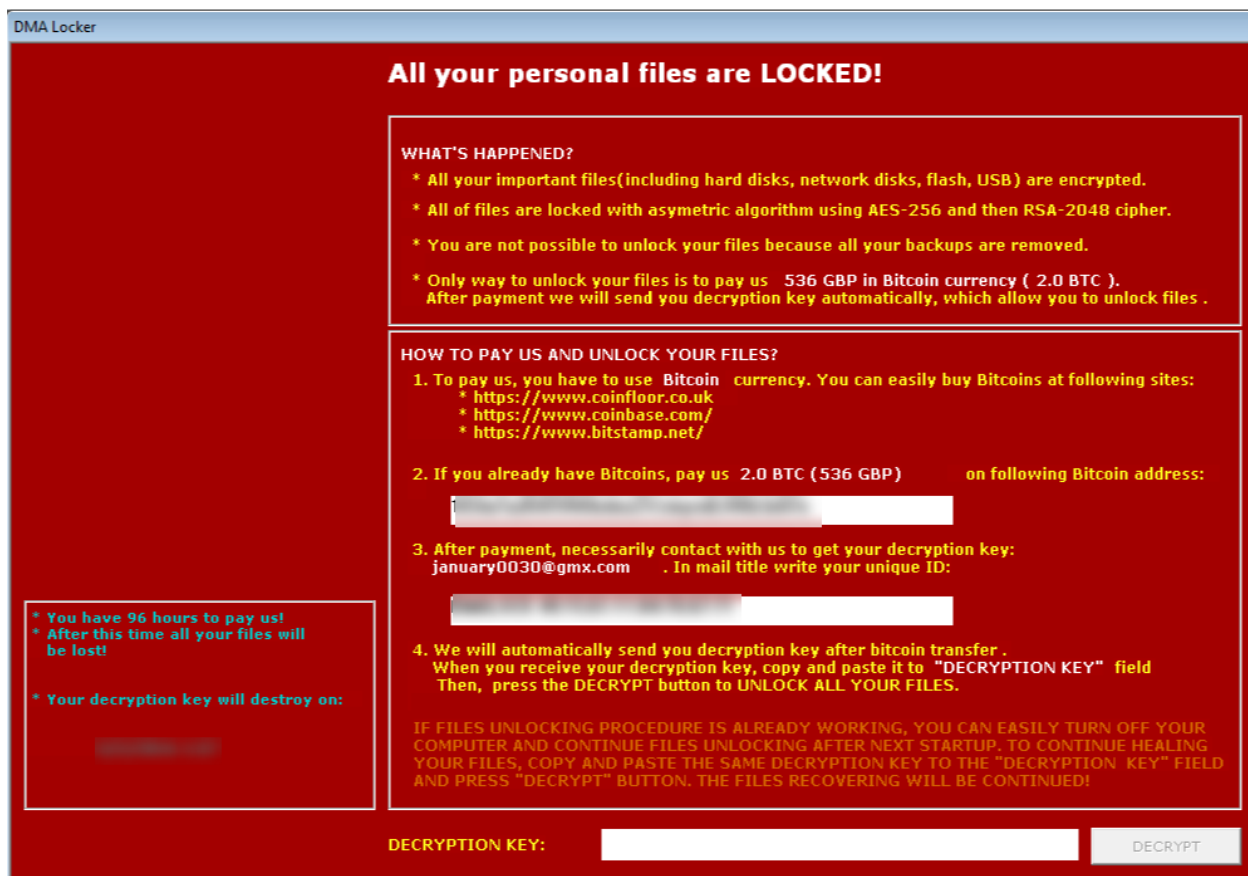 DMA Locker
All your personal files are LOCKED!
WHAT'S HAPPENED?
* All your important files(including hard disks, network disks, flash, USB) are encrypted.
* All of files are locked with asymetric algorithm using AES-256 and then RSA-2048 cipher.
* You are not possible to unlock your files because all your backups are removed.
* Only way to unlock your files is to pay us 536 GBP in Bitcoin currency ( 2.0 BTC ).
After payment we will send you decryption key automatically, which allow you to unlock files .
HOW TO PAY US AND UNLOCK YOUR FILES?
1. To pay us, you have to use Bitcoin currency. You can easily buy Bitcoins at following sites:
* https://www.coinfloor.co.uk
* https://www.coinbase.com/
* https://www.bitstamp.net/
2. If you already have Bitcoins, pay us 2.0 BTC (536 GBP) on following Bitcoin address:
3. After payment, necessarily contact with us to get your decryption key:
january0030@gmx.com . In mail title write your unique ID:
4. We will automatically send you decryption key after bitcoin transfer .
When you receive your decryption key, copy and paste it to "DECRYPTION KEY" field
Then, press the DECRYPT button to UNLOCK ALL YOUR FILES.
IF FILES UNLOCKING PROCEDURE IS ALREADY WORKING, YOU CAN EASILY TURN OFF YOUR
COMPUTER AND CONTINUE FILES UNLOCKING AFTER NEXT STARTUP. TO CONTINUE HEALING
YOUR FILES, COPY AND PASTE THE SAME DECRYPTION KEY TO THE "DECRYPTION KEY" FIELD
AND PRESS "DECRYPT" BUTTON. THE FILES RECOVERING WILL BE CONTINUED!
* You have 96 hours to pay us!
* After this time all your files will
be lost!
* Your decryption key will destroy on:
DECRYPTION KEY:
DECRYPT